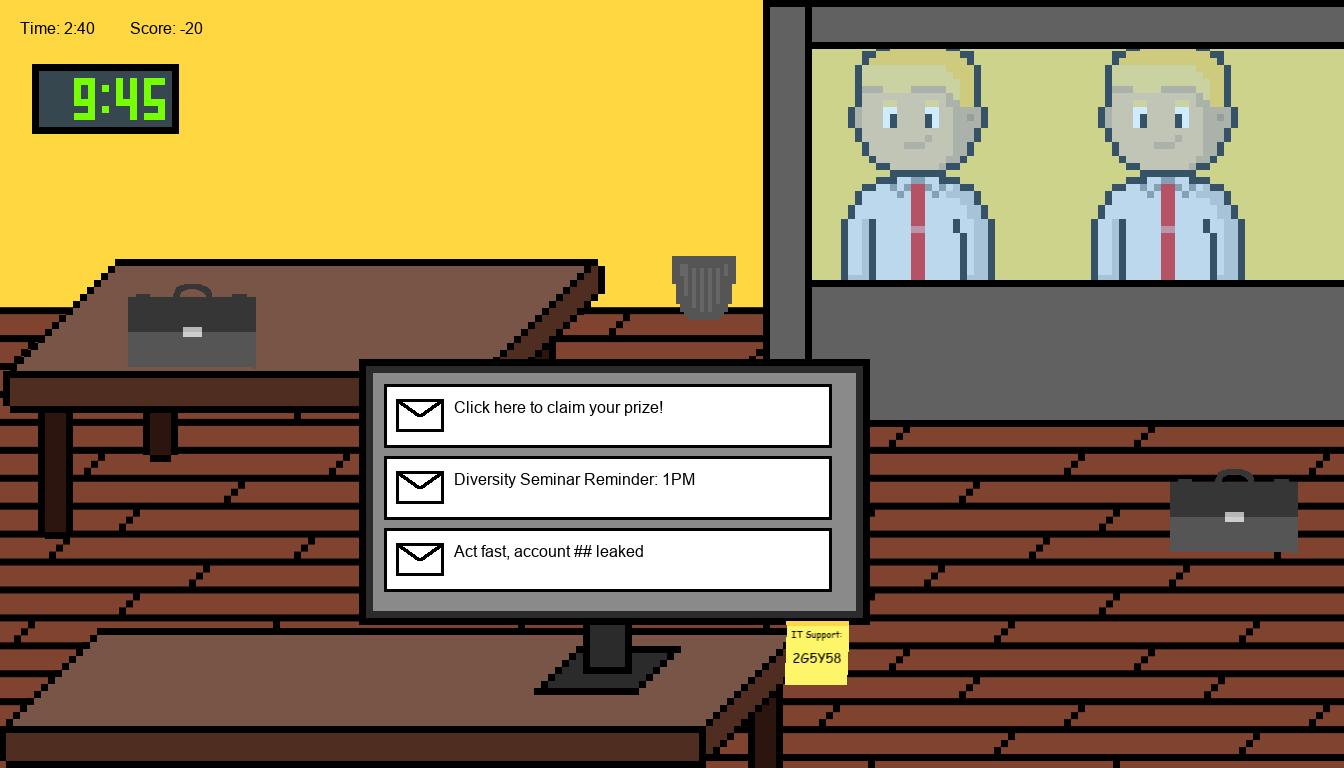 Time: 2:40 Score: -20
9:45
Click here to claim your prize!
Diversity Seminar Reminder: 1PM
Act fast, account ## leaked
IT Support:
2G5Y58